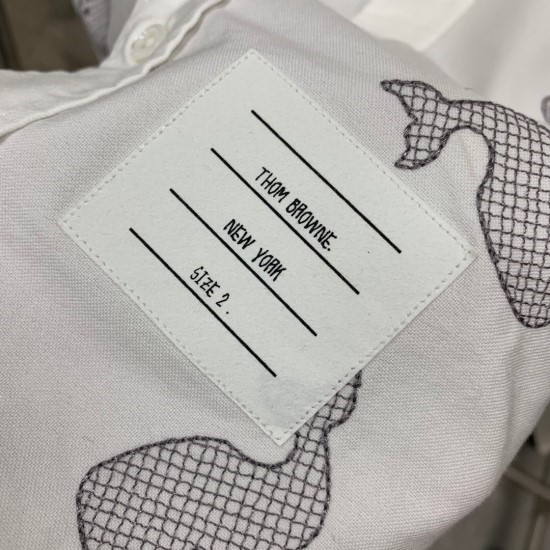 THOM BROWNE.
NEW YORK
SIZE 2.